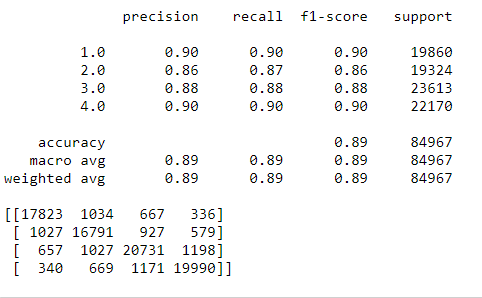 precision recall f1-score support
1.0 0.90 0.90 0.90 19860
2.0 0.86 0.87 0.86 19324
3.0 0.88 0.88 0.88 23613
4.0 0.90 0.90 0.90 22170
accuracy 0.89 84967
macro avg 0.89 0.89 0.89 84967
weighted avg 0.89 0.89 0.89 84967
[[17823 1034 667 336]
[ 1027 16791 927 579]
[ 657 1027 20731 1198]
[ 340 669 1171 19990]]